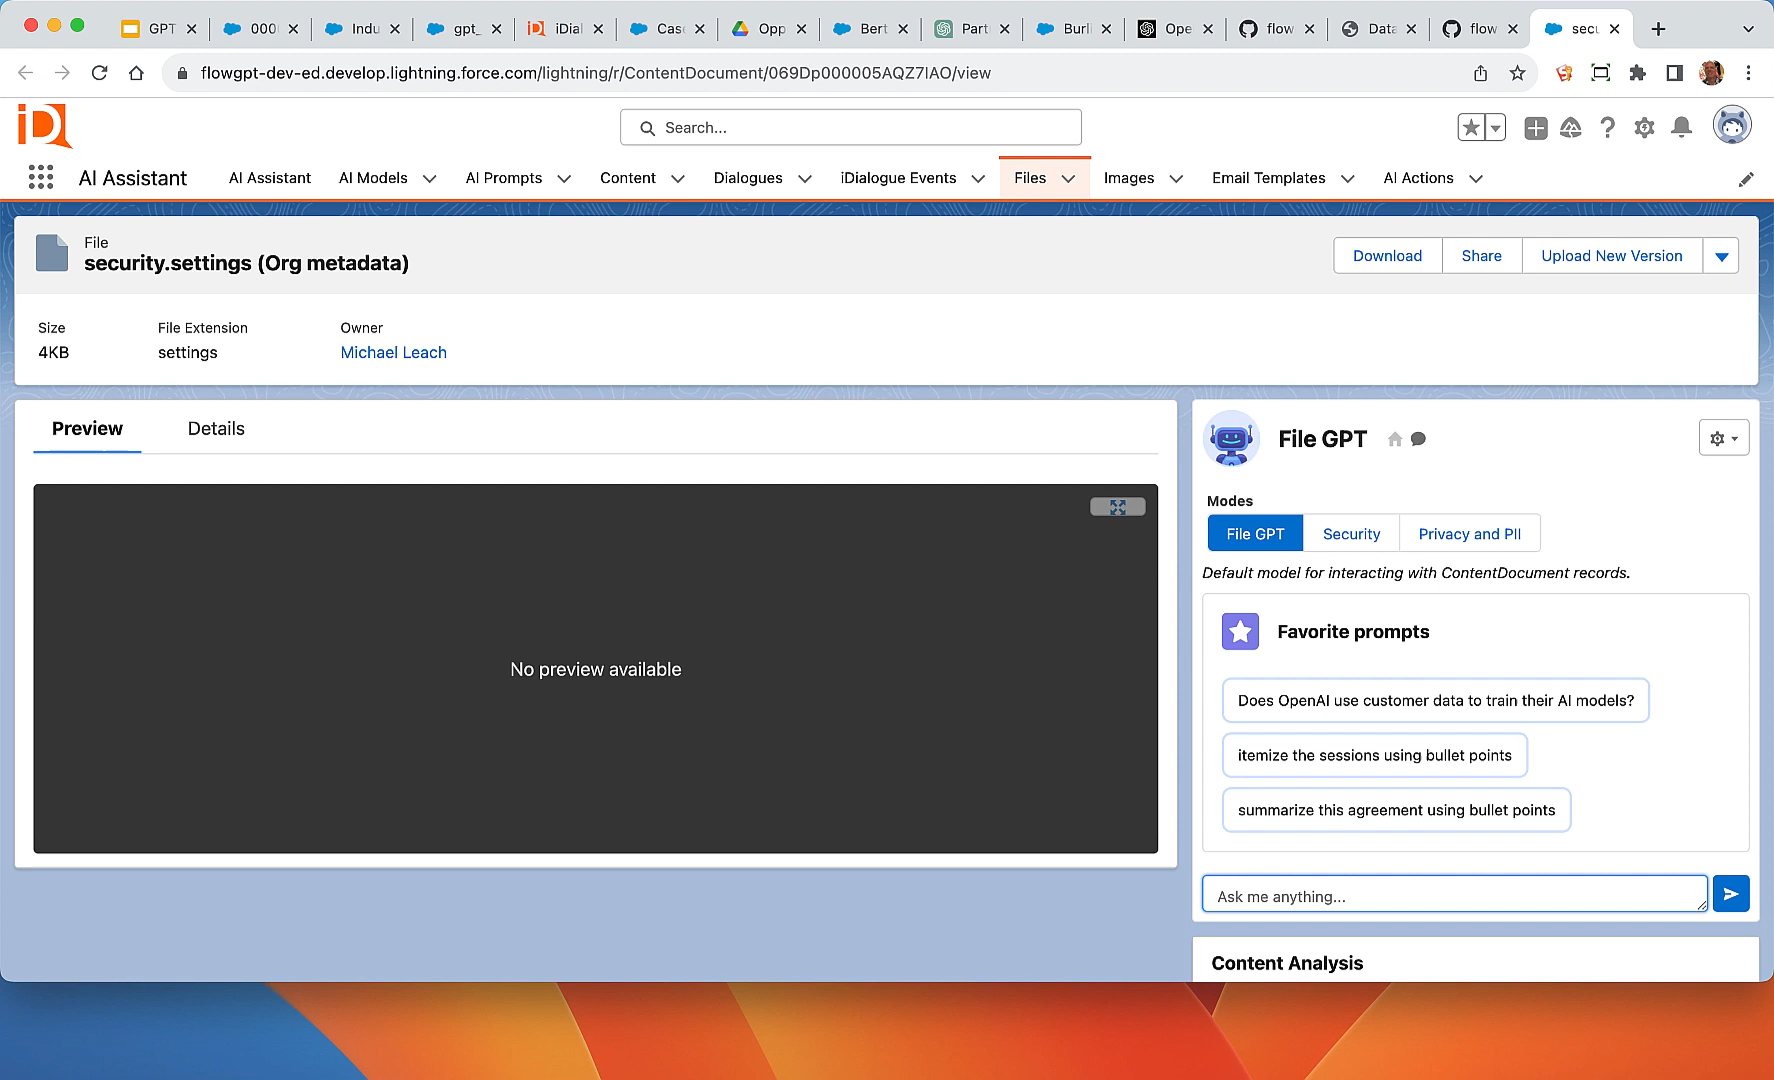 GPT
000
Indu
gpt_
iDial
Case
Opp
Bert
Part
Burli
Ope
flow
Data
flow
secu
flowgpt-dev-ed.develop.lightning.force.com/lightning/r/ContentDocument/069Dp000005AQZ7IAO/view
iD
Search...
AI Assistant
AI Assistant
AI Models
AI Prompts
Content
Dialogues
iDialogue Events
Files
Images
Email Templates
AI Actions
File
security.settings (Org metadata)
Download
Share
Upload New Version
Size
File Extension
Owner
4KB
settings
Michael Leach
Preview
Details
No preview available
File GPT
Modes
File GPT
Security
Privacy and PII
Default model for interacting with ContentDocument records.
Favorite prompts
Does OpenAI use customer data to train their AI models?
itemize the sessions using bullet points
summarize this agreement using bullet points
Ask me anything...
Content Analysis